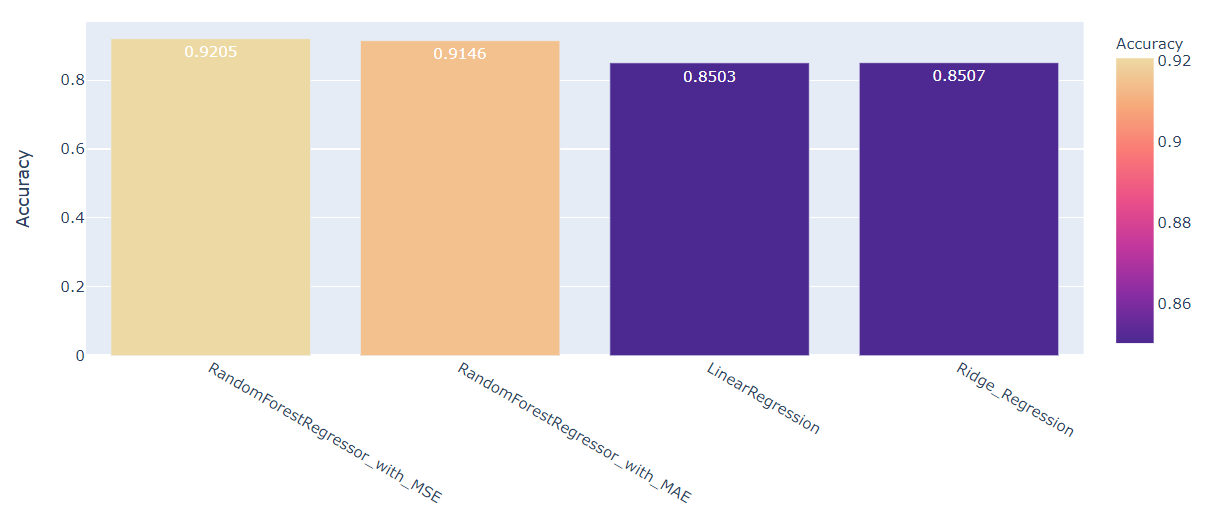 Accuracy
0.8
0.6
0.4
0.2
0
0.9205
0.9146
0.8503
0.8507
RandomForestRegressor_with_MSE
RandomForestRegressor_with_MAE
LinearRegression
Ridge_Regression
Accuracy
0.92
0.9
0.88
0.86